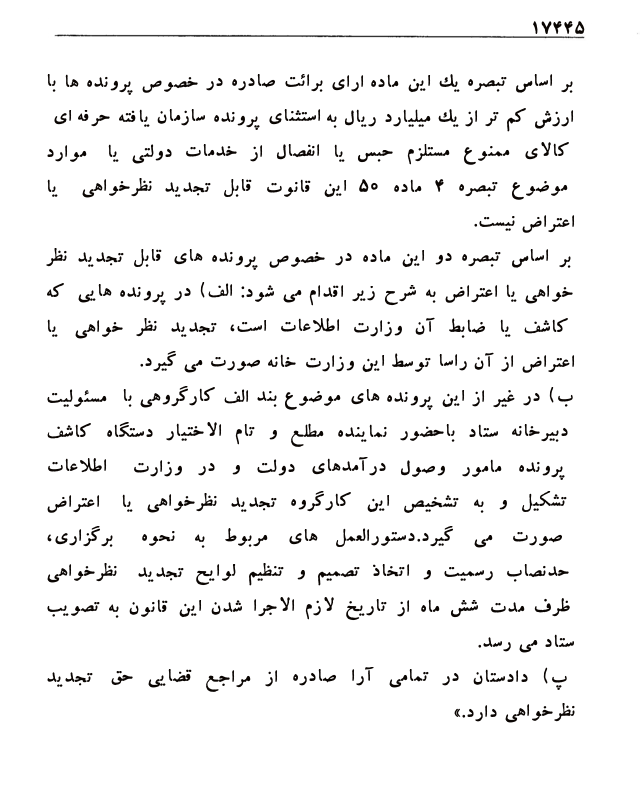 ۱۷۴۴۵
بر اساس تبصره یك این ماده ارای برائت صادره در خصوص پرونده ها با
ارزش کم تر از یك میلیارد ریال به استثنای پرونده سازمان یافته حرفه ای
کالای ممنوع مستلزم حبس یا انفصال از خدمات دولتی یا موارد
موضوع تبصره ۴ ماده ۵۰ این قانوت قابل تجدید نظرخواهی یا
اعتراض نیست.
بر اساس تبصره دو این ماده در خصوص پرونده های قابل تجدید نظر
خواهی یا اعتراض به شرح زیر اقدام می شود: الف) در پرونده هایی که
کاشف یا ضابط آن وزارت اطلاعات است، تجدید نظر خواهی یا
اعتراض از آن راسا توسط این وزارت خانه صورت می گیرد.
ب) در غیر از این پرونده های موضوع بند الف کارگروهی با مسئولیت
دبیرخانه ستاد باحضور نماینده مطلع و تام الاختیار دستگاه کاشف
پرونده مامور وصول درآمدهای دولت و در وزارت اطلاعات
تشکیل و به تشخیص این کارگروه تجدید نظرخواهی یا اعتراض
صورت می گیرد.دستورالعمل های مربوط به نحوه برگزاری،
حدنصاب رسمیت و اتخاذ تصمیم و تنظیم لوایح تجدید نظرخواهی
ظرف مدت شش ماه از تاریخ لازم الاجرا شدن این قانون به تصویب
ستاد می رسد.
پ) دادستان در تمامی آرا صادره از مراجع قضایی حق تجدید
نظرخواهی دارد.»